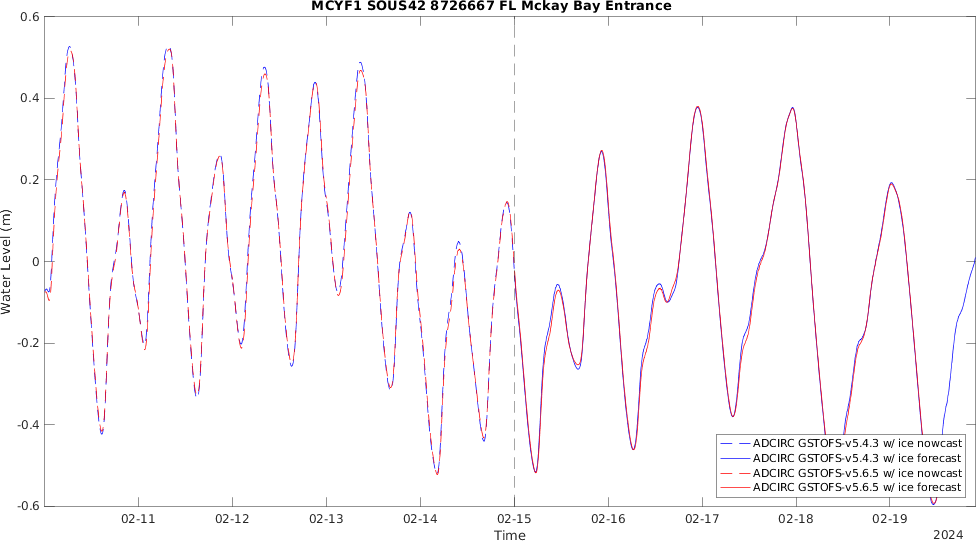 MCYF1 SOUS42 8726667 FL Mckay Bay Entrance
0.6
0.4
0.2
0
-0.2
-0.4
-0.6
Water Level (m)
ADCIRC GSTOFS-v5.4.3 w/ ice nowcast
ADCIRC GSTOFS-v5.4.3 w/ ice forecast
ADCIRC GSTOFS-v5.6.5 w/ ice nowcast
ADCIRC GSTOFS-v5.6.5 w/ ice forecast
02-11 02-12 02-13 02-14 02-15 02-16 02-17 02-18 02-19
Time
2024